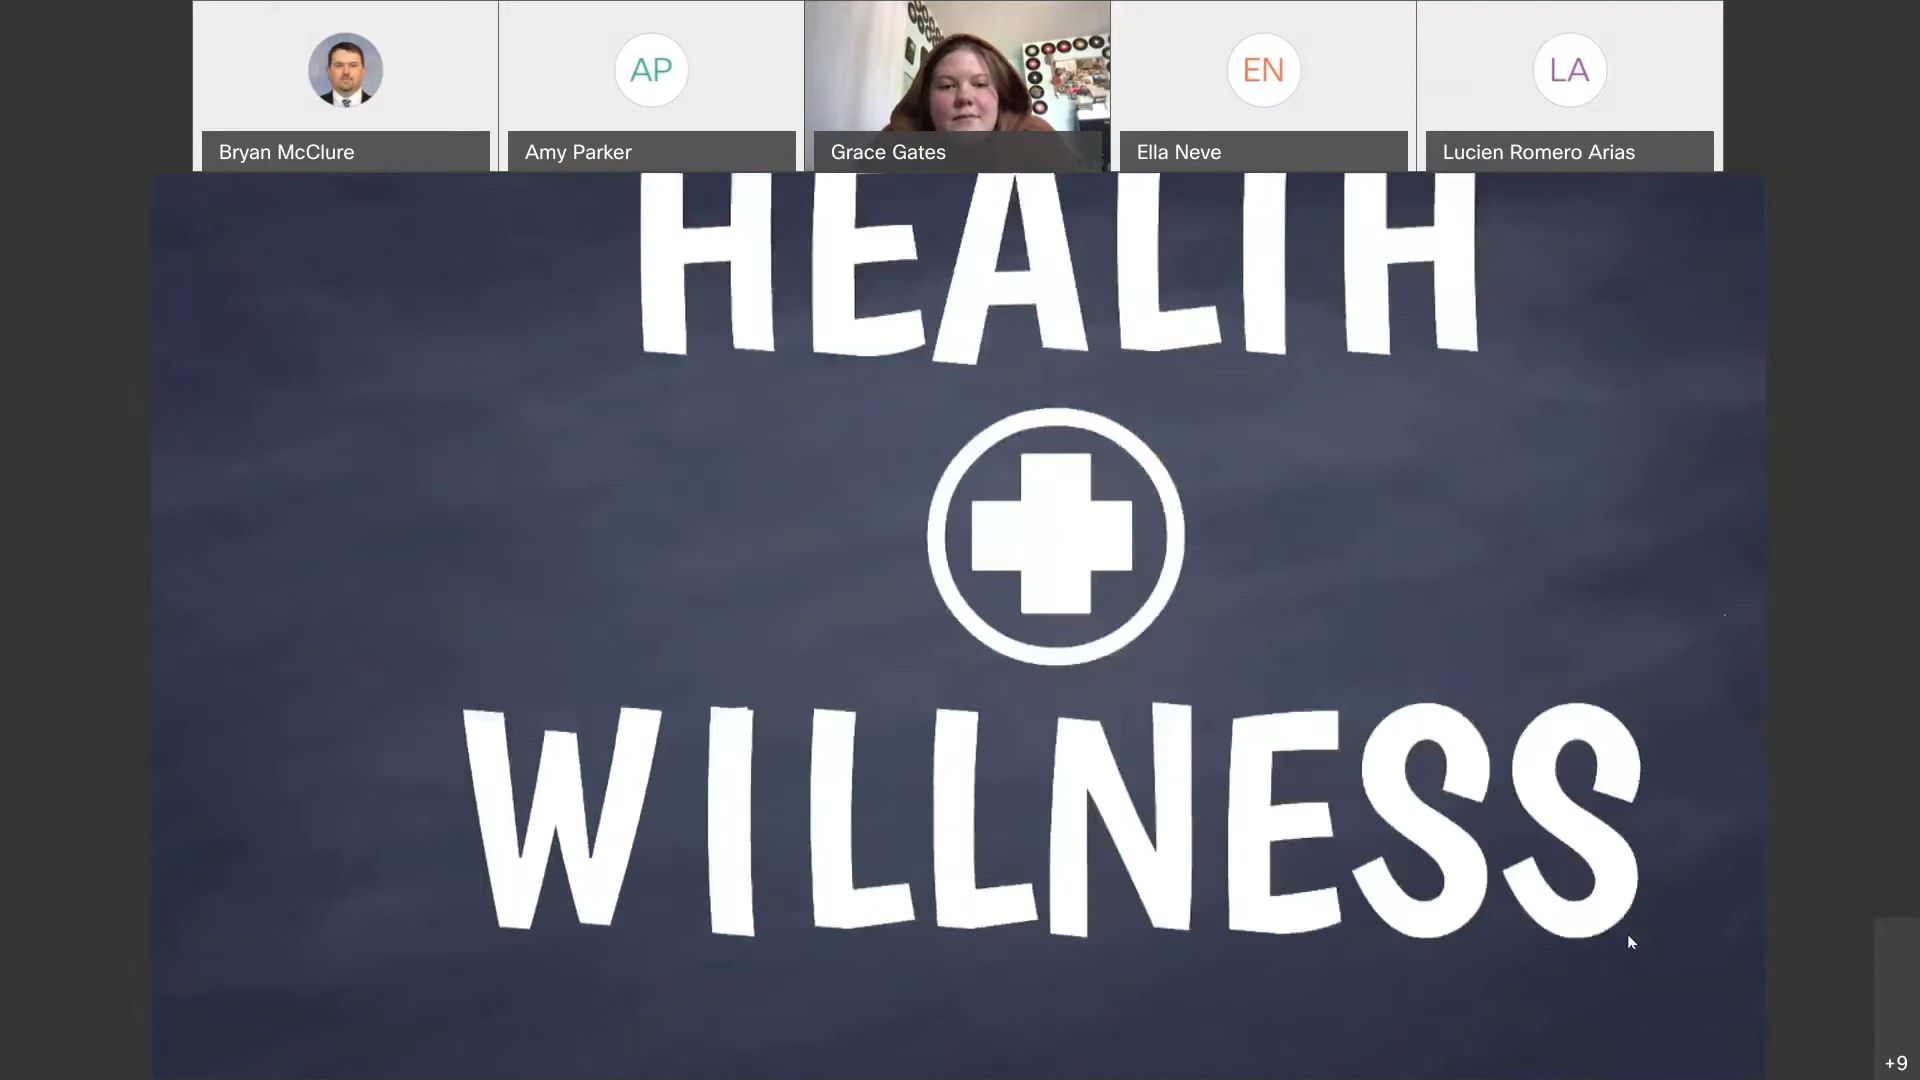 AP
EN
LA
Bryan McClure
Amy Parker
Grace Gates
Ella Neve
Lucien Romero Arias
HEALTH
WILLNESS
+9